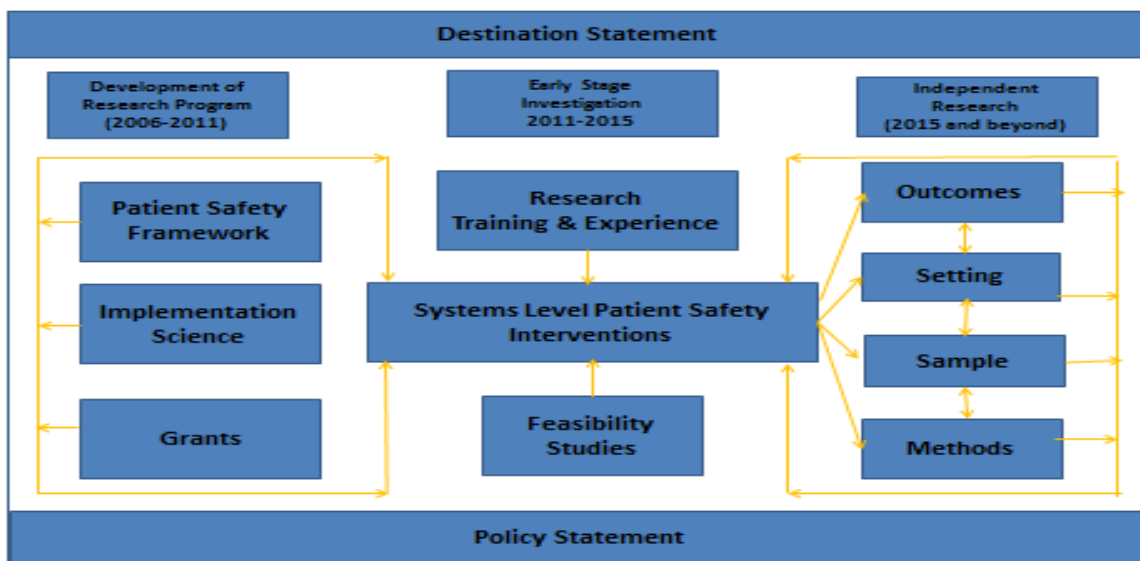 Destination Statement
Development of
Research Program
(2006-2011)
Early Stage
Investigation
2011-2015
Independent
Research
(2015 and beyond)
Patient Safety
Framework
Implementation
Science
Grants
Research
Training & Experience
Systems Level Patient Safety
Interventions
Feasibility
Studies
Outcomes
Setting
Sample
Methods
Policy Statement